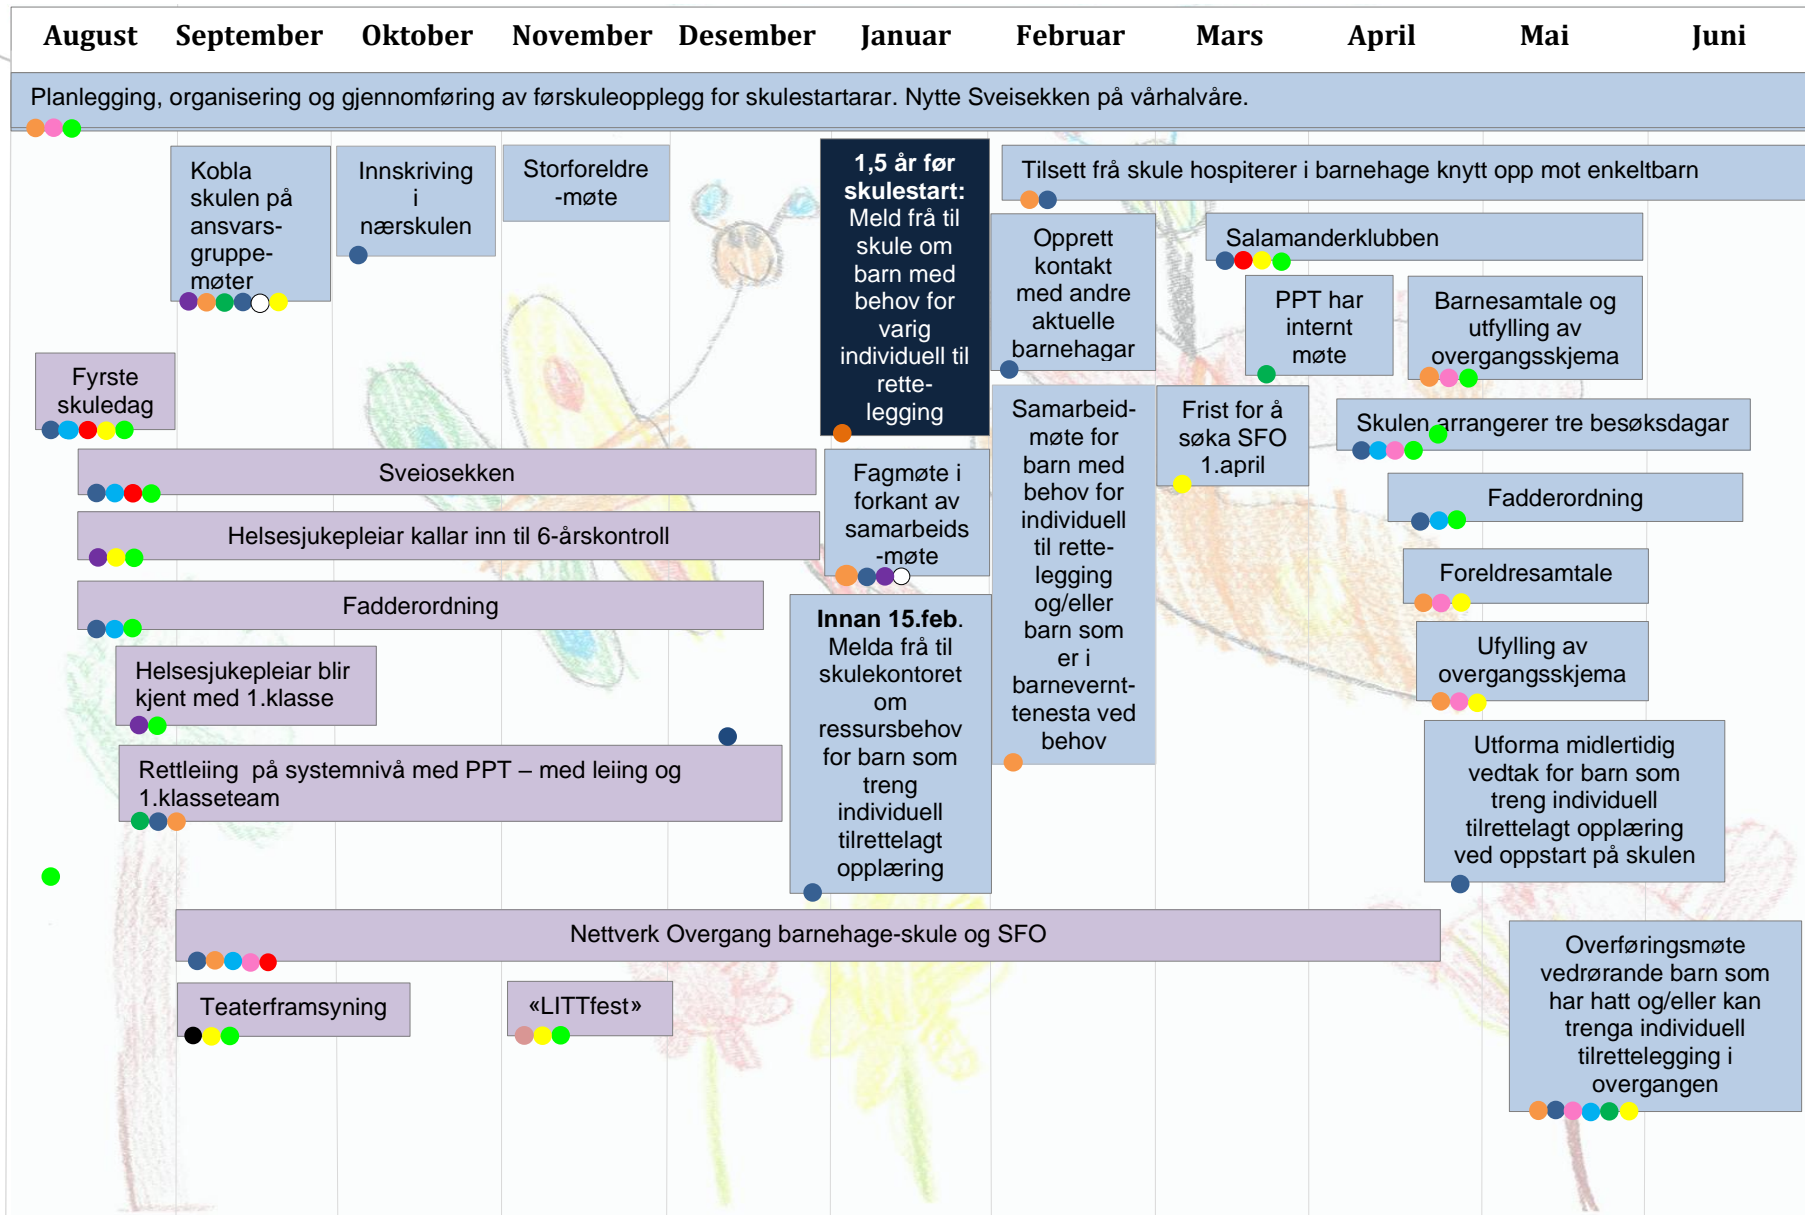 August September Oktober November Desember Januar Februar Mars April Mai Juni
Planlegging, organisering og gjennomføring av førskuleopplegg for skulestartarar. Nytte Sveisekken på vårhalvåre.
Kobla
skulen på
ansvars-
gruppe-
møter
Innskriving
i
nærskulen
Storforeldre
-møte
1,5 år før
skulestart:
Meld frå til
skule om
barn med
behov for
varig
individuell til
rette-
legging
Tilsett frå skule hospiterer i barnehage knytt opp mot enkeltbarn
Opprett
kontakt
med andre
aktuelle
barnehagar
Salamanderklubben
PPT har
internt
møte
Barnesamtale og
utfylling av
overgangsskjema
Fyrste
skuledag
Samarbeid-
møte for
barn med
behov for
individuell
til rette-
legging
og/eller
barn som
er i
barnevernt-
tenesta ved
behov
Frist for å
søka SFO
1.april
Skulen arrangerer tre besøksdagar
Sveiosekken
Fagmøte i
forkant av
samarbeids
-møte
Fadderordning
Helsesjukepleiar kallar inn til 6-årskontroll
Foreldresamtale
Fadderordning
Innan 15.feb.
Melda frå til
skulekontoret
om
ressursbehov
for barn som
treng
individuell
tilrettelagt
opplæring
Ufylling av
overgangsskjema
Helsesjukepleiar blir
kjent med 1.klasse
Utforma midlertidig
vedtak for barn som
treng individuell
tilrettelagt opplæring
ved oppstart på skulen
Rettleiing på systemnivå med PPT – med leiing og
1.klasseteam
Nettverk Overgang barnehage-skule og SFO
Overføringsmøte
vedrørande barn som
har hatt og/eller kan
trenga individuell
tilrettelegging i
overgangen
Teaterframsyning
«LITTfest»